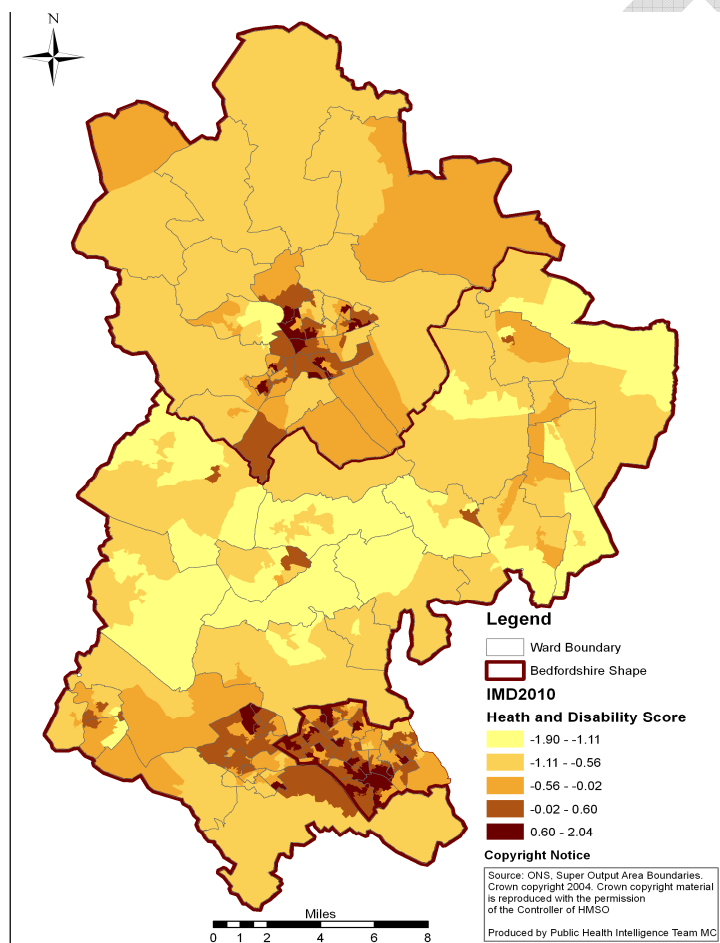 N
Legend
Ward Boundary
Bedfordshire Shape
IMD2010
Heath and Disability Score
-1.90 - -1.11
-1.11 - -0.56
-0.56 - -0.02
-0.02 - 0.60
0.60 - 2.04
Copyright Notice
Source: ONS, Super Output Area Boundaries.
Crown copyright 2004. Crown copyright material
is reproduced with the permission
of the Controller of HMSO
Produced by Public Health Intelligence Team MC
Miles
0 1 2 4 6 8